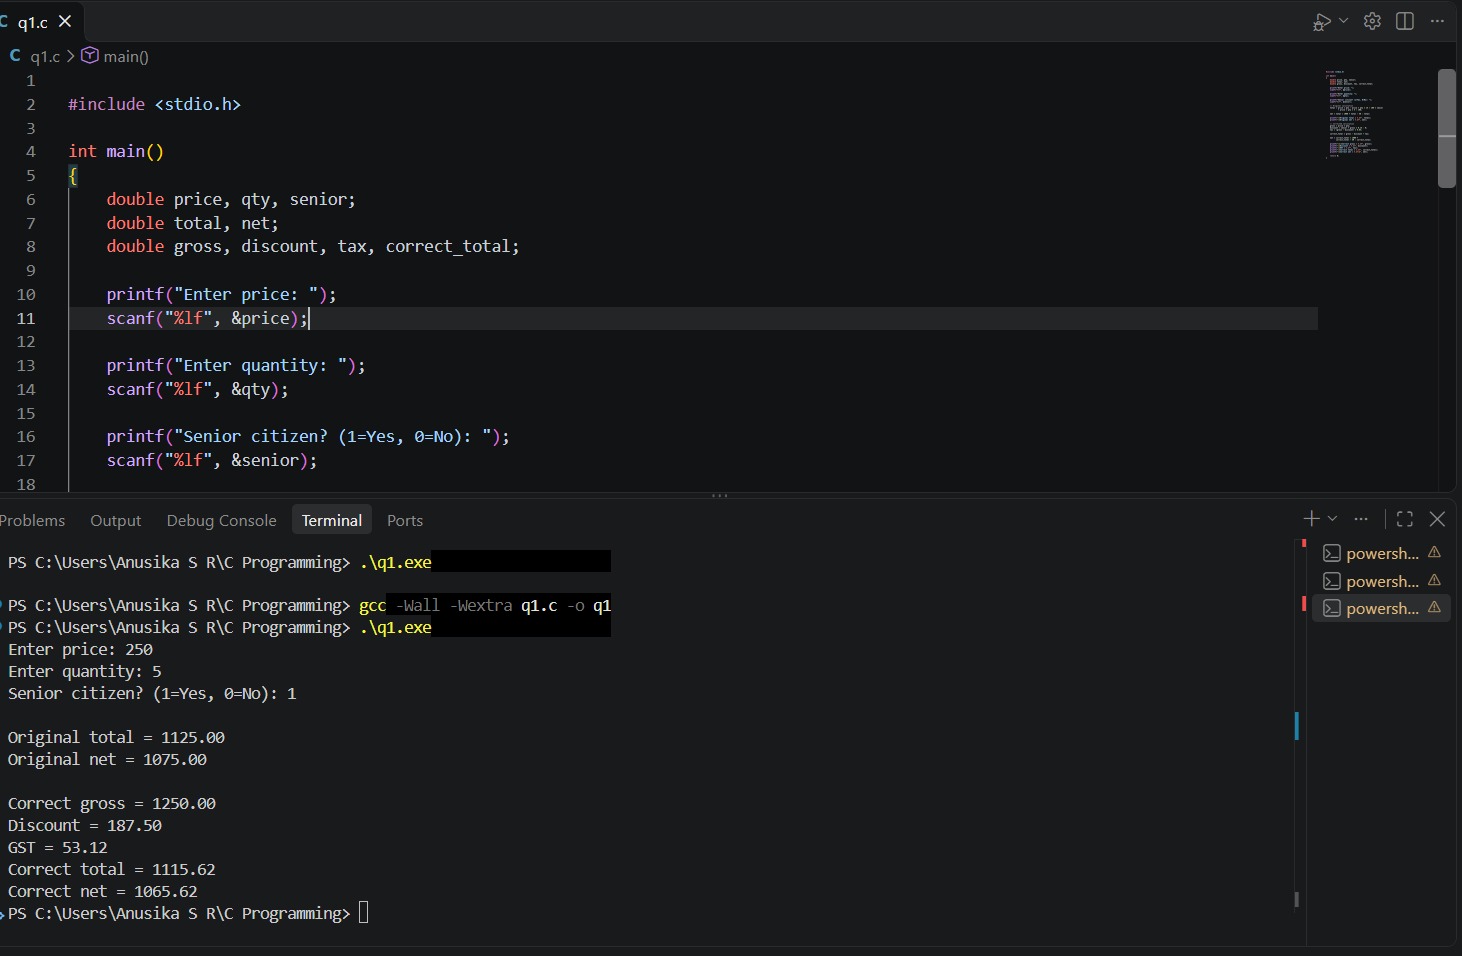 C q1.c ×
C q1.c > main()
1
2 #include <stdio.h>
3
4 int main()
5 {
6 double price, qty, senior;
7 double total, net;
8 double gross, discount, tax, correct_total;
9
10 printf("Enter price: ");
11 scanf("%lf", &price);
12
13 printf("Enter quantity: ");
14 scanf("%lf", &qty);
15
16 printf("Senior citizen? (1=Yes, 0=No): ");
17 scanf("%lf", &senior);
18
Problems Output Debug Console Terminal Ports
PS C:\Users\Anusika S R\C Programming> .\q1.exe
PS C:\Users\Anusika S R\C Programming> gcc -Wall -Wextra q1.c -o q1
PS C:\Users\Anusika S R\C Programming> .\q1.exe
Enter price: 250
Enter quantity: 5
Senior citizen? (1=Yes, 0=No): 1
Original total = 1125.00
Original net = 1075.00
Correct gross = 1250.00
Discount = 187.50
GST = 53.12
Correct total = 1115.62
Correct net = 1065.62
PS C:\Users\Anusika S R\C Programming>
powersh...
powersh...
powersh...